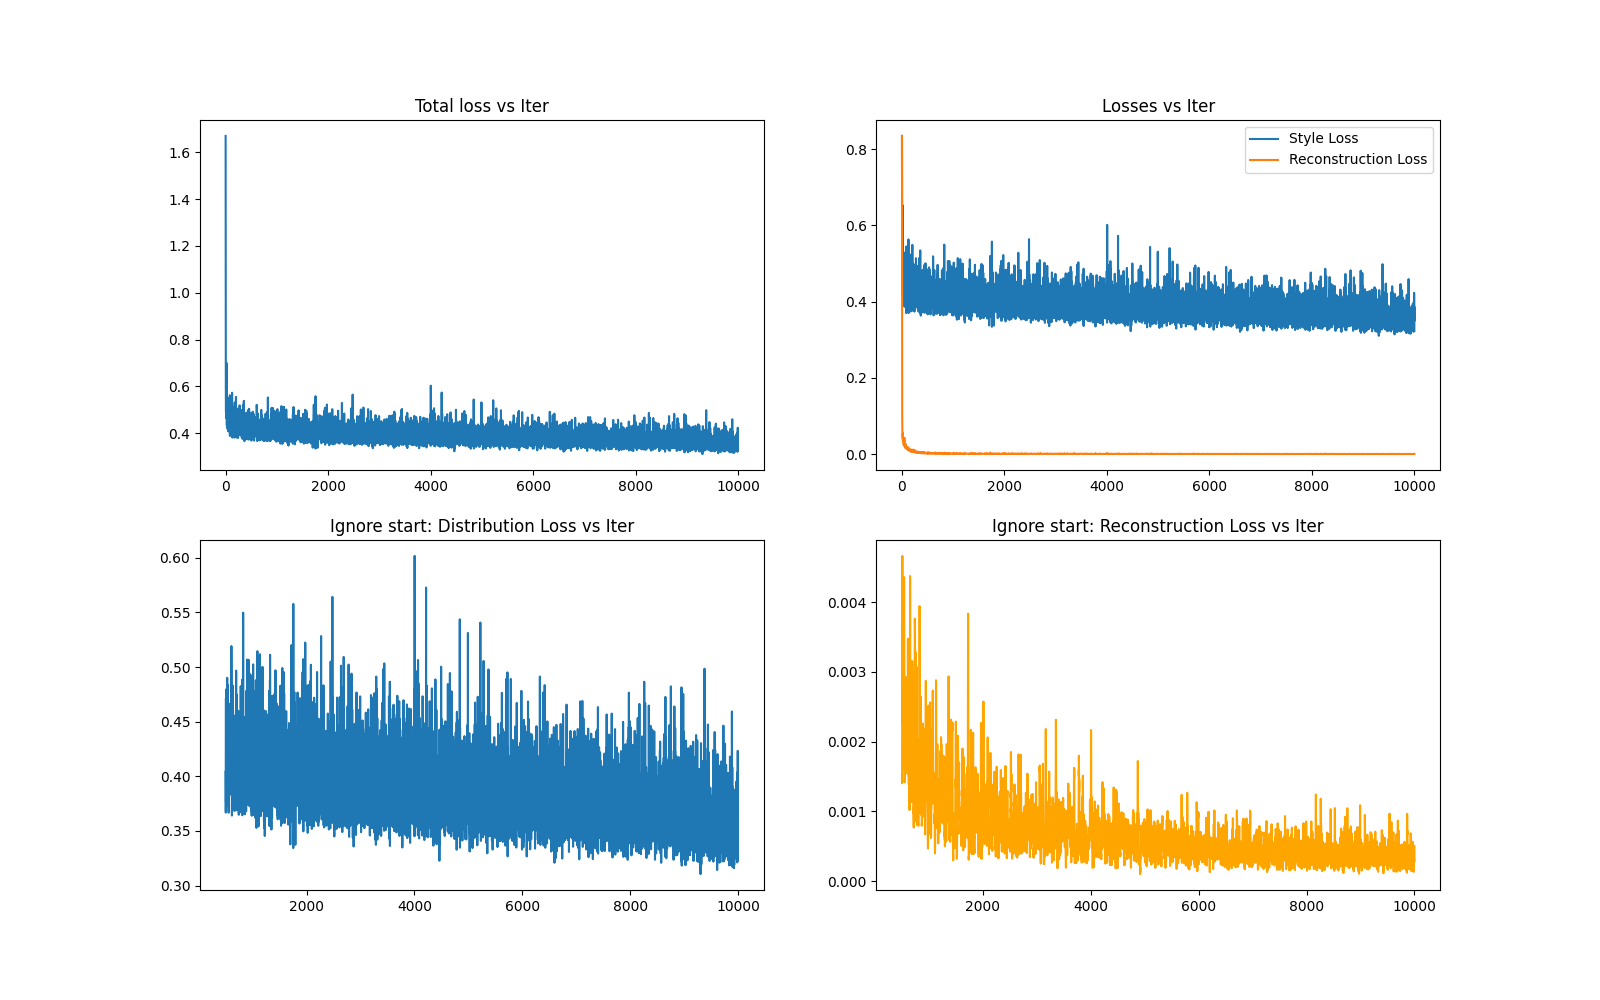 Total loss vs Iter
1.6
1.4
1.2
1.0
0.8
0.6
0.4
0 2000 4000 6000 8000 10000
Losses vs Iter
Style Loss
Reconstruction Loss
0.8
0.6
0.4
0.2
0.0
0 2000 4000 6000 8000 10000
Ignore start: Distribution Loss vs Iter
0.60
0.55
0.50
0.45
0.40
0.35
0.30
2000 4000 6000 8000 10000
Ignore start: Reconstruction Loss vs Iter
0.004
0.003
0.002
0.001
0.000
2000 4000 6000 8000 10000